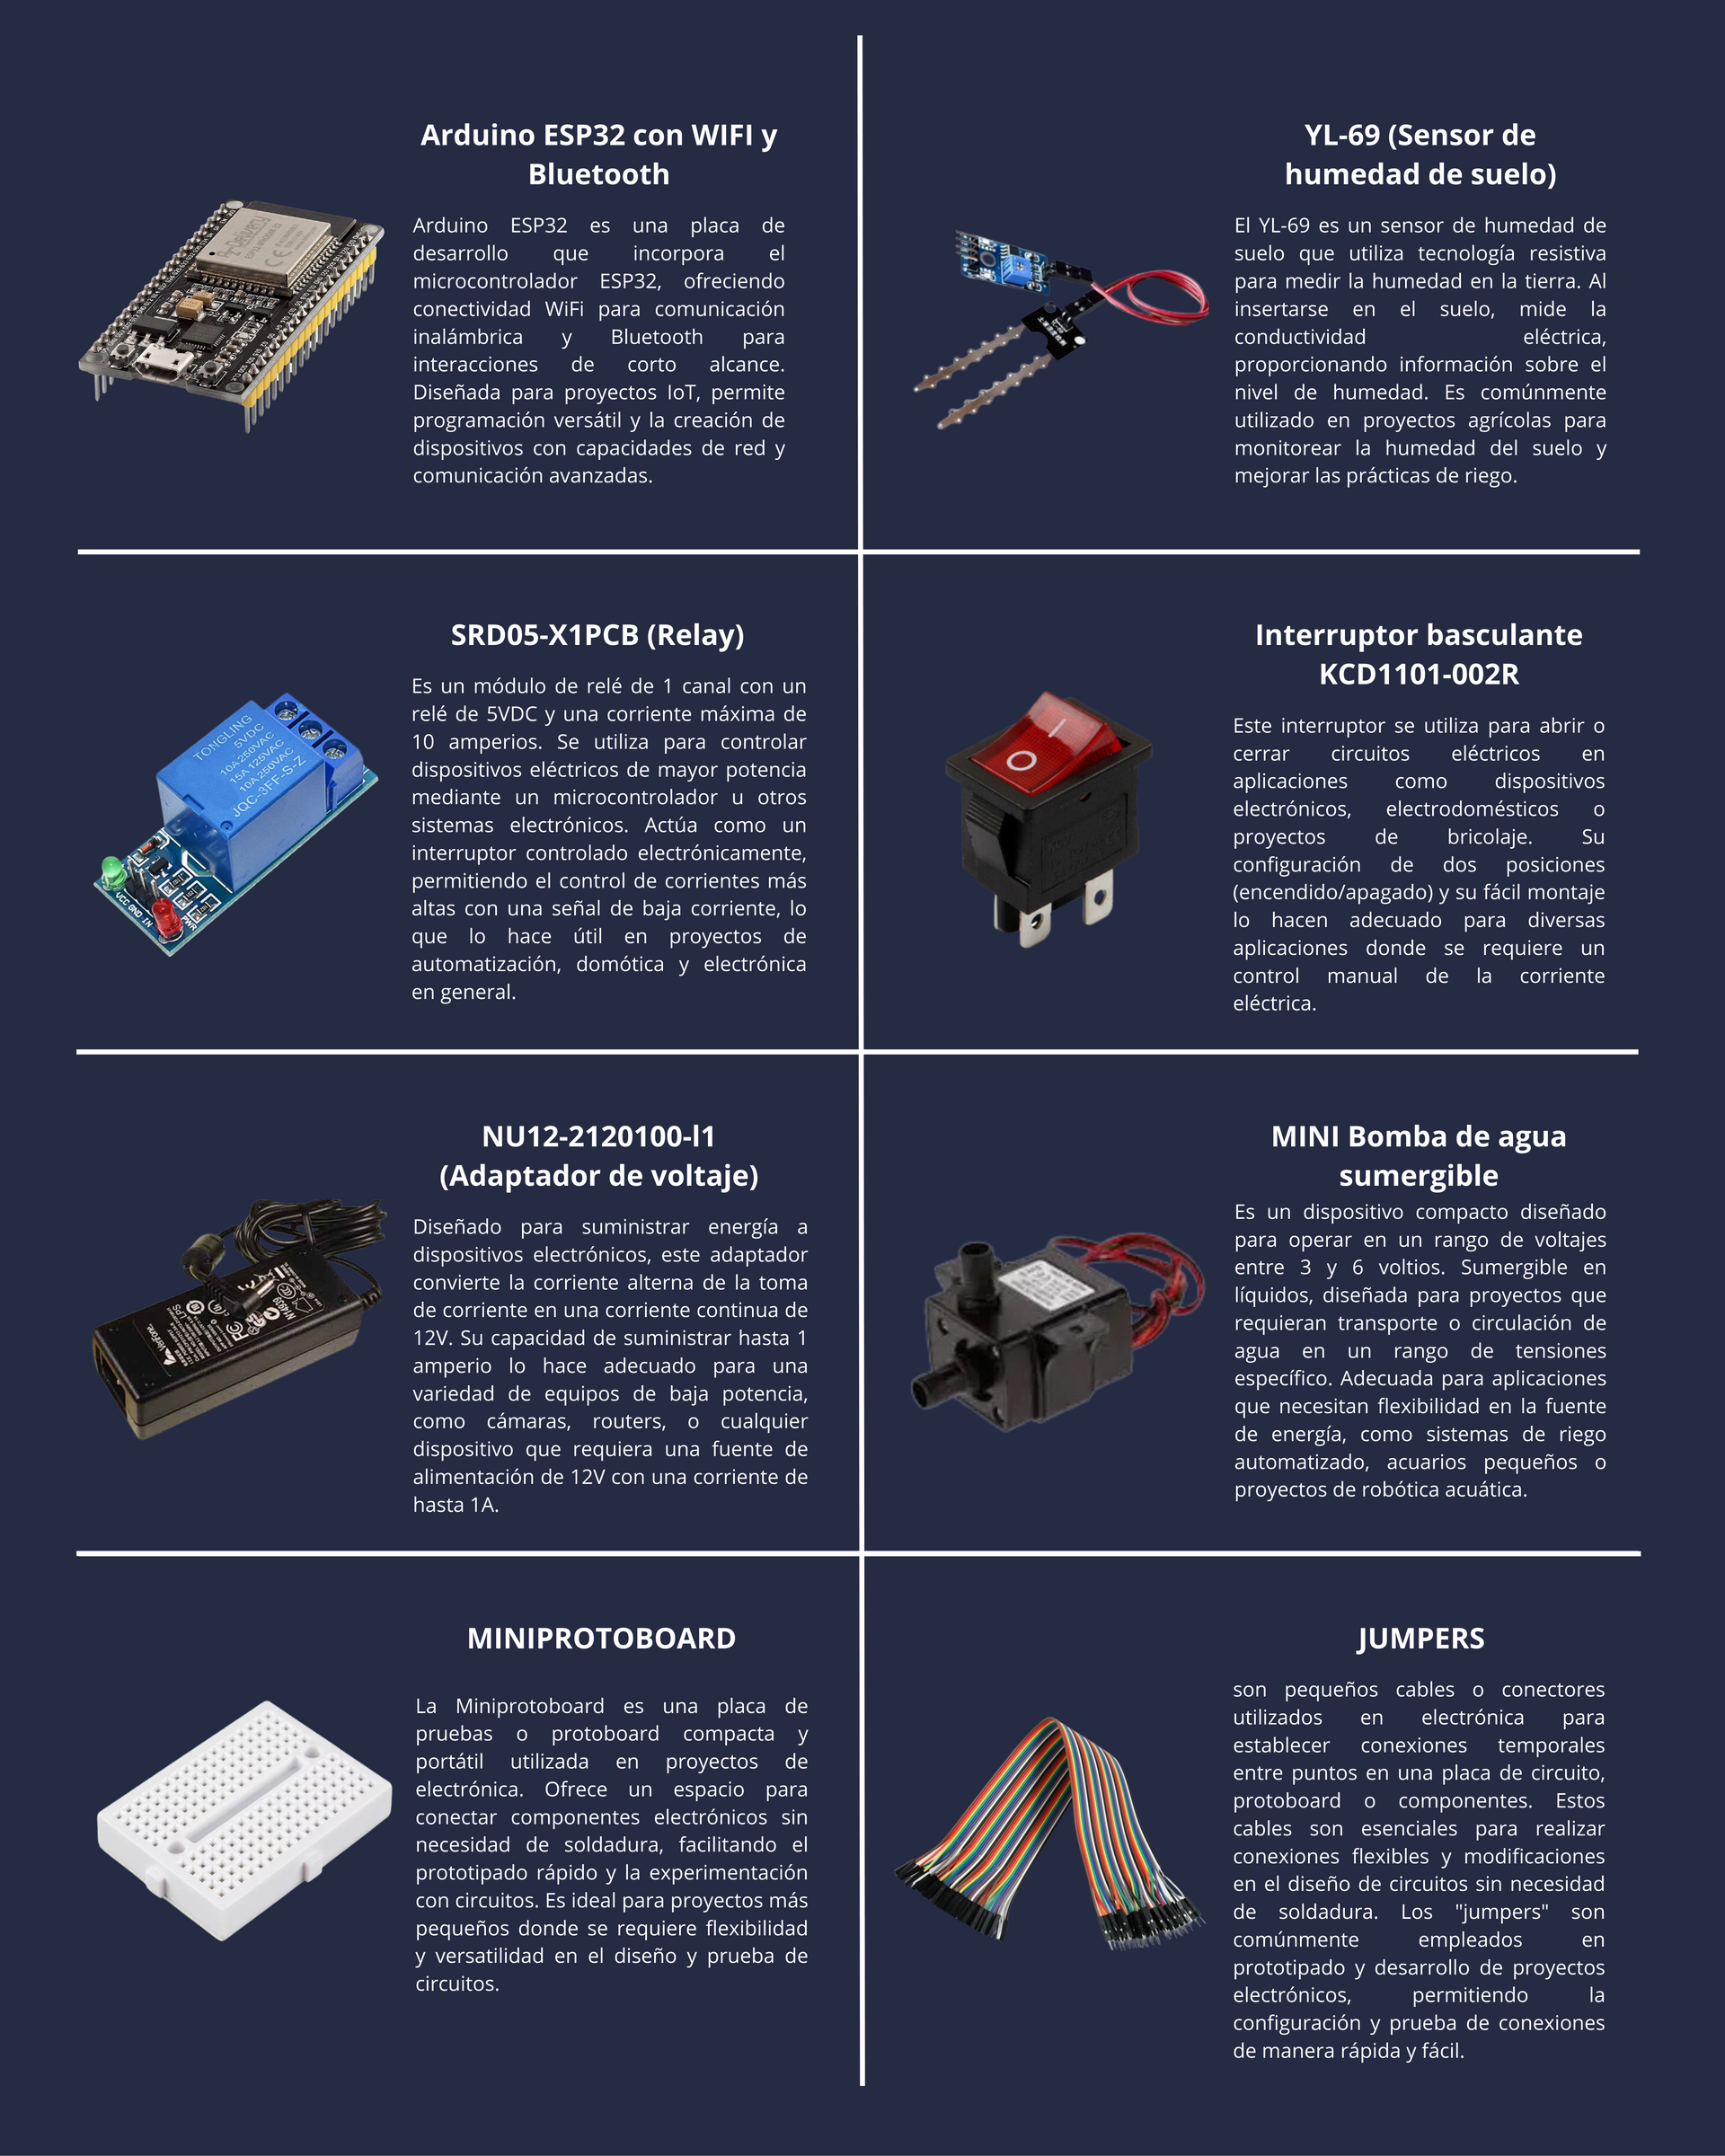 Arduino ESP32 con WIFI y
Bluetooth
Arduino ESP32 es una placa de
desarrollo que incorpora el
microcontrolador ESP32, ofreciendo
conectividad WiFi para comunicación
inalámbrica y Bluetooth para
interacciones de corto alcance.
Diseñada para proyectos IoT, permite
programación versátil y la creación de
dispositivos con capacidades de red y
comunicación avanzadas.
YL-69 (Sensor de
humedad de suelo)
El YL-69 es un sensor de humedad de
suelo que utiliza tecnología resistiva
para medir la humedad en la tierra. Al
insertarse en el suelo, mide la
conductividad eléctrica,
proporcionando información sobre el
nivel de humedad. Es comúnmente
utilizado en proyectos agrícolas para
monitorear la humedad del suelo y
mejorar las prácticas de riego.
SRD05-X1PCB (Relay)
Es un módulo de relé de 1 canal con un
relé de 5VDC y una corriente máxima de
10 amperios. Se utiliza para controlar
dispositivos eléctricos de mayor potencia
mediante un microcontrolador u otros
sistemas electrónicos. Actúa como un
interruptor controlado electrónicamente,
permitiendo el control de corrientes más
altas con una señal de baja corriente, lo
que lo hace útil en proyectos de
automatización, domótica y electrónica
en general.
TONGLING
5VDC
10A 250VAC
15A 125VAC
10A 250VAC
JQC-3FF-S-Z
VCC GND IN
PWR
Interruptor basculante
KCD1101-002R
Este interruptor se utiliza para abrir o
cerrar circuitos eléctricos en
aplicaciones como dispositivos
electrónicos, electrodomésticos o
proyectos de bricolaje. Su
configuración de dos posiciones
(encendido/apagado) y su fácil montaje
lo hacen adecuado para diversas
aplicaciones donde se requiere un
control manual de la corriente
eléctrica.
NU12-2120100-l1
(Adaptador de voltaje)
Diseñado para suministrar energía a
dispositivos electrónicos, este adaptador
convierte la corriente alterna de la toma
de corriente en una corriente continua de
12V. Su capacidad de suministrar hasta 1
amperio lo hace adecuado para una
variedad de equipos de baja potencia,
como cámaras, routers, o cualquier
dispositivo que requiera una fuente de
alimentación de 12V con una corriente de
hasta 1A.
VeriFone.
LPS
N14939
MINI Bomba de agua
sumergible
Es un dispositivo compacto diseñado
para operar en un rango de voltajes
entre 3 y 6 voltios. Sumergible en
líquidos, diseñada para proyectos que
requieran transporte o circulación de
agua en un rango de tensiones
específico. Adecuada para aplicaciones
que necesitan flexibilidad en la fuente
de energía, como sistemas de riego
automatizado, acuarios pequeños o
proyectos de robótica acuática.
MINIPROTOBOARD
La Miniprotoboard es una placa de
pruebas o protoboard compacta y
portátil utilizada en proyectos de
electrónica. Ofrece un espacio para
conectar componentes electrónicos sin
necesidad de soldadura, facilitando el
prototipado rápido y la experimentación
con circuitos. Es ideal para proyectos más
pequeños donde se requiere flexibilidad
y versatilidad en el diseño y prueba de
circuitos.
JUMPERS
son pequeños cables o conectores
utilizados en electrónica para
establecer conexiones temporales
entre puntos en una placa de circuito,
protoboard o componentes. Estos
cables son esenciales para realizar
conexiones flexibles y modificaciones
en el diseño de circuitos sin necesidad
de soldadura. Los "jumpers" son
comúnmente empleados en
prototipado y desarrollo de proyectos
electrónicos, permitiendo la
configuración y prueba de conexiones
de manera rápida y fácil.